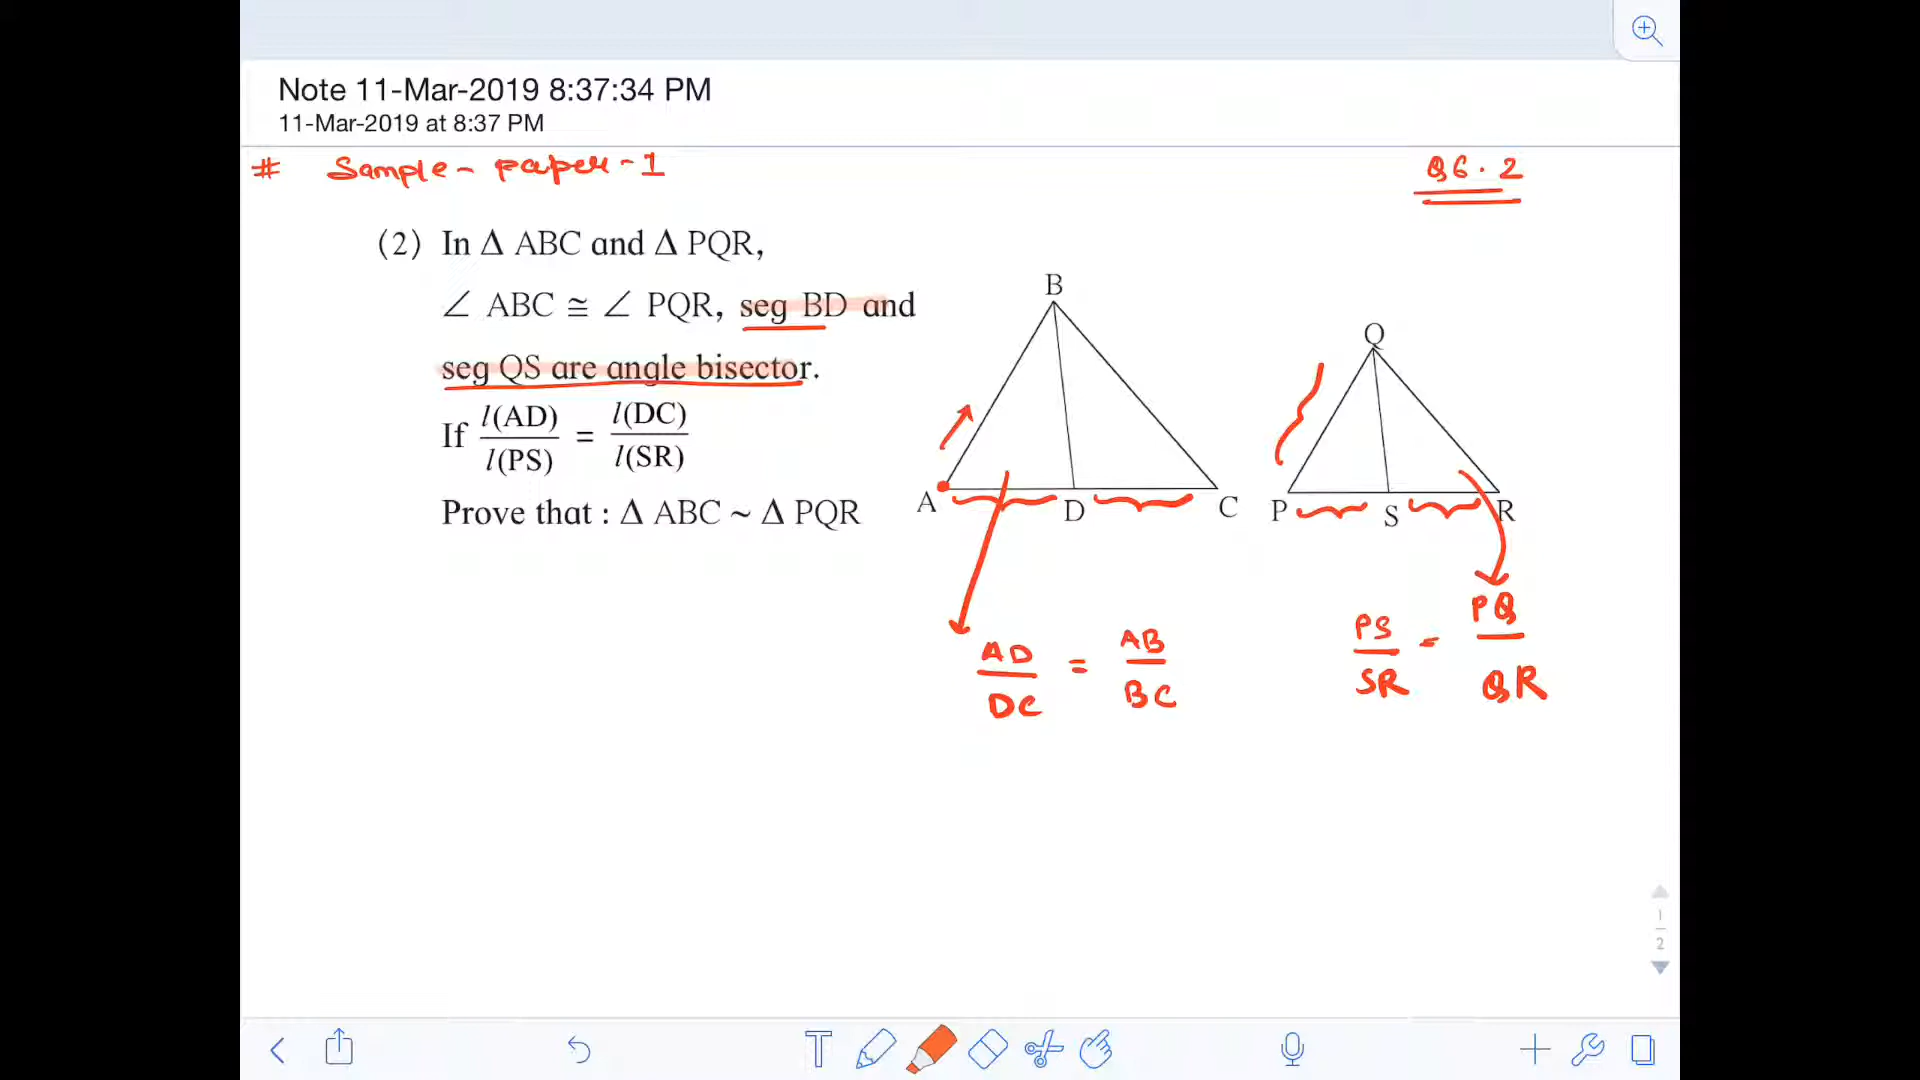 Note 11-Mar-2019 8:37:34 PM
11-Mar-2019 at 8:37 PM
# Sample-paper-1
Q6.2
(2) In Δ ABC and Δ PQR,
∠ ABC ≅ ∠ PQR, seg BD and
seg QS are angle bisector.
If l(AD)/l(PS) = l(DC)/l(SR)
Prove that : Δ ABC ~ Δ PQR
B
Q
A D C P S R
AD/DC = AB/BC
PS/SR = PQ/QR
1/2
T